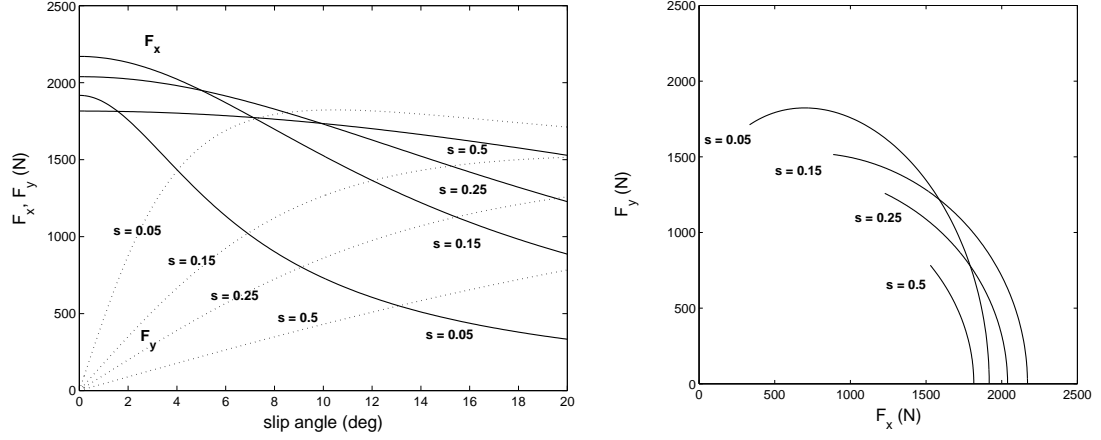 2500
2000
1500
1000
500
0
F_x, F_y (N)
F_x
s = 0.5
s = 0.25
s = 0.15
s = 0.05
s = 0.05
s = 0.15
s = 0.25
s = 0.5
F_y
0 2 4 6 8 10 12 14 16 18 20
slip angle (deg)
2500
2000
1500
1000
500
0
F_y (N)
s = 0.05
s = 0.15
s = 0.25
s = 0.5
0 500 1000 1500 2000 2500
F_x (N)